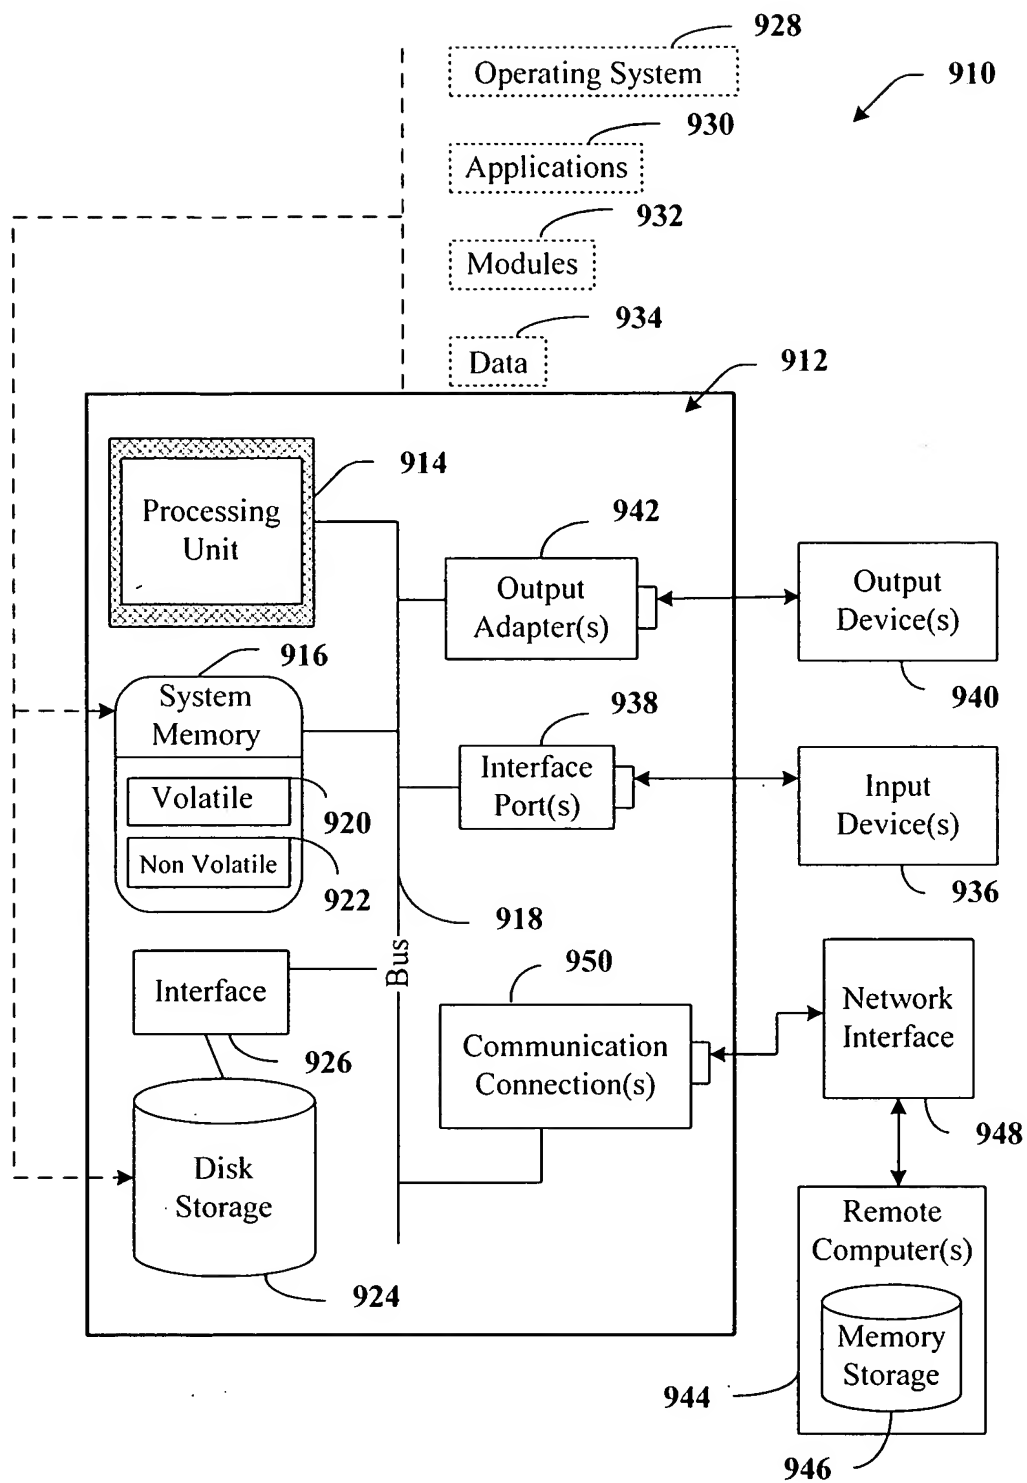 928
Operating System
910
930
Applications
932
Modules
934
Data
912
914
Processing
Unit
942
Output
Adapter(s)
Output
Device(s)
940
916
System
Memory
Volatile
920
Non Volatile
922
938
Interface
Port(s)
Input
Device(s)
936
918
Bus
Interface
926
950
Communication
Connection(s)
Network
Interface
948
Disk
Storage
924
Remote
Computer(s)
Memory
Storage
944
946